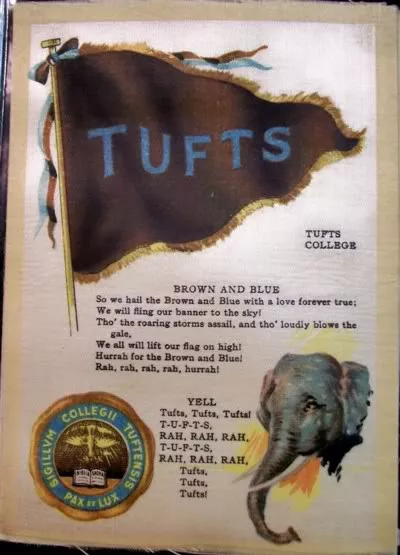 TUFTS
TUFTS
COLLEGE
BROWN AND BLUE
So we hail the Brown and Blue with a love forever true;
We will fling our banner to the sky!
Tho' the roaring storms assail, and tho' loudly blows the
gale,
We all will lift our flag on high!
Hurrah for the Brown and Blue!
Rah, rah, rah, rah, hurrah!
YELL
Tufts, Tufts, Tufts!
T-U-F-T-S,
RAH, RAH, RAH,
T-U-F-T-S,
RAH, RAH, RAH,
Tufts,
Tufts,
Tufts!
SIGILLVM COLLEGII TUFTENSIS
PAX ET LUX